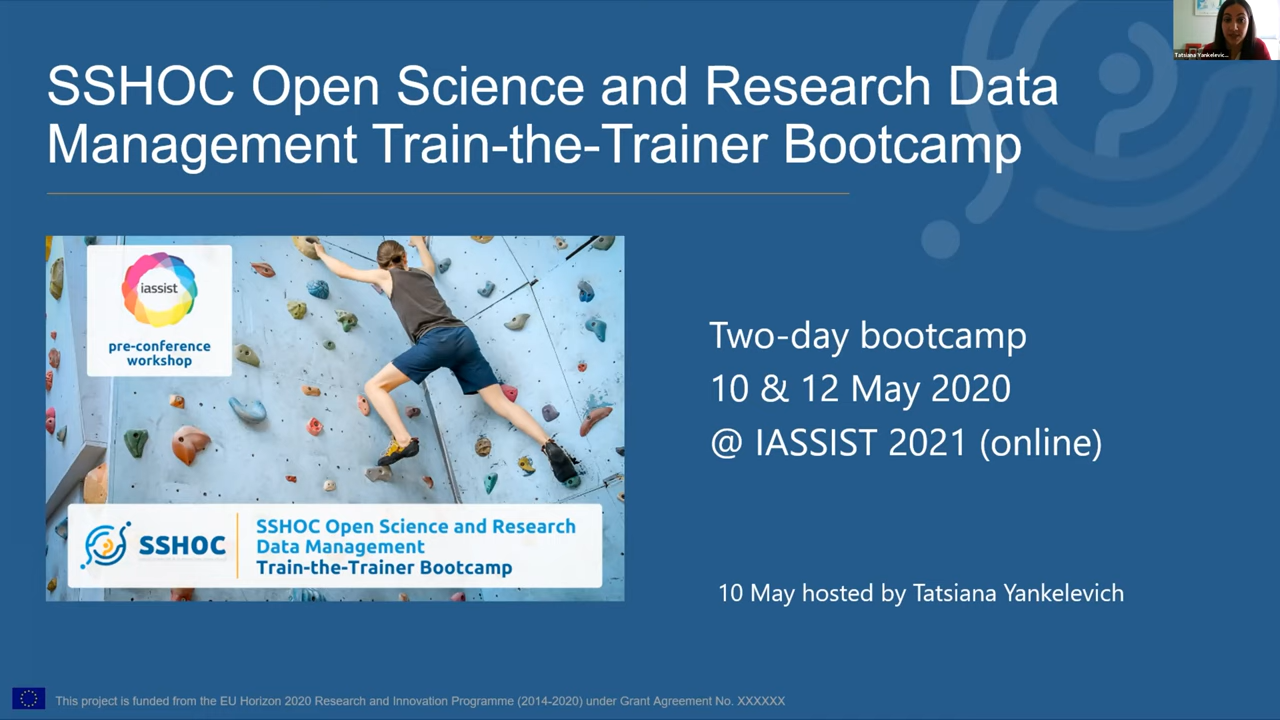 SSHOC Open Science and Research Data
Management Train-the-Trainer Bootcamp
Tatsiana Yankelevic...
iassist
pre-conference
workshop
SSHOC
SSHOC Open Science and Research
Data Management
Train-the-Trainer Bootcamp
Two-day bootcamp
10 & 12 May 2020
@ IASSIST 2021 (online)
10 May hosted by Tatsiana Yankelevich
This project is funded from the EU Horizon 2020 Research and Innovation Programme (2014-2020) under Grant Agreement No. XXXXXX